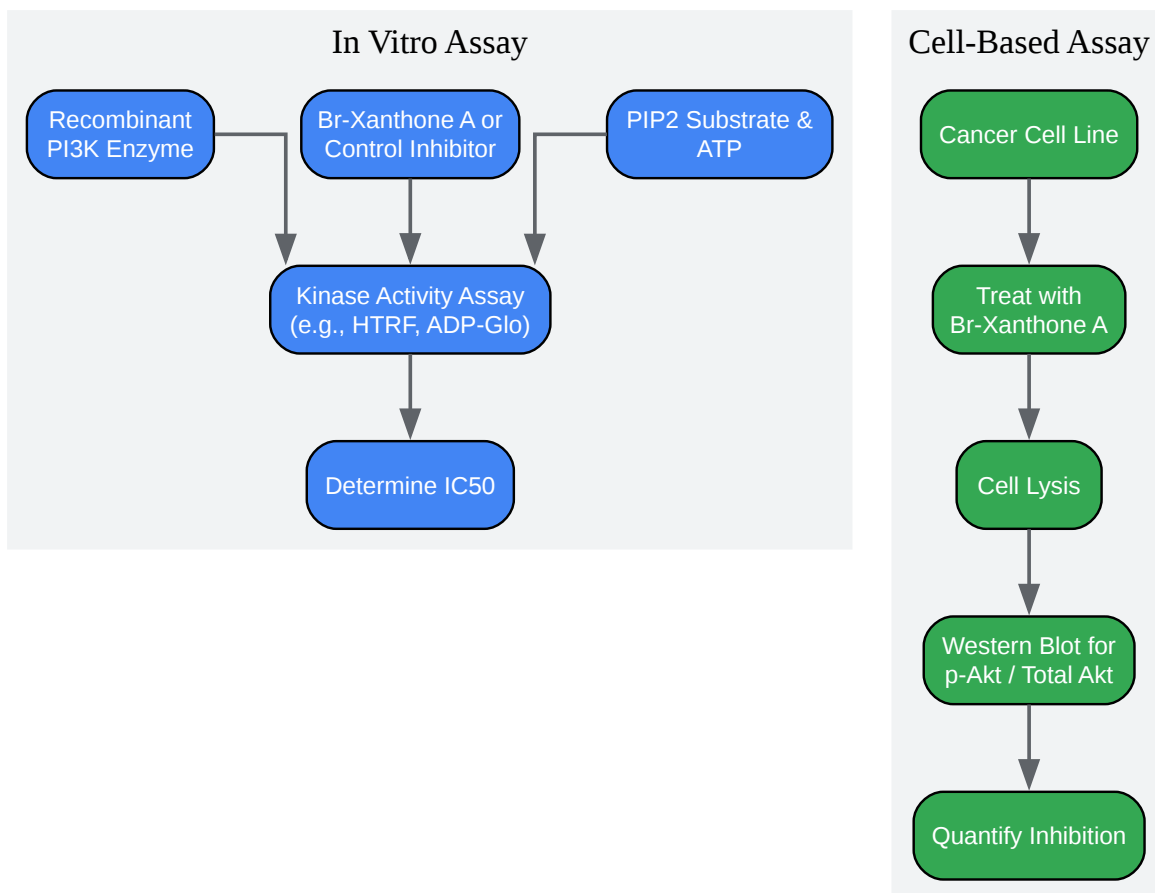 In Vitro Assay
Recombinant
PI3K Enzyme
Br-Xanthone A or
Control Inhibitor
PIP2 Substrate &
ATP
Kinase Activity Assay
(e.g., HTRF, ADP-Glo)
Determine IC50
Cell-Based Assay
Cancer Cell Line
Treat with
Br-Xanthone A
Cell Lysis
Western Blot for
p-Akt / Total Akt
Quantify Inhibition